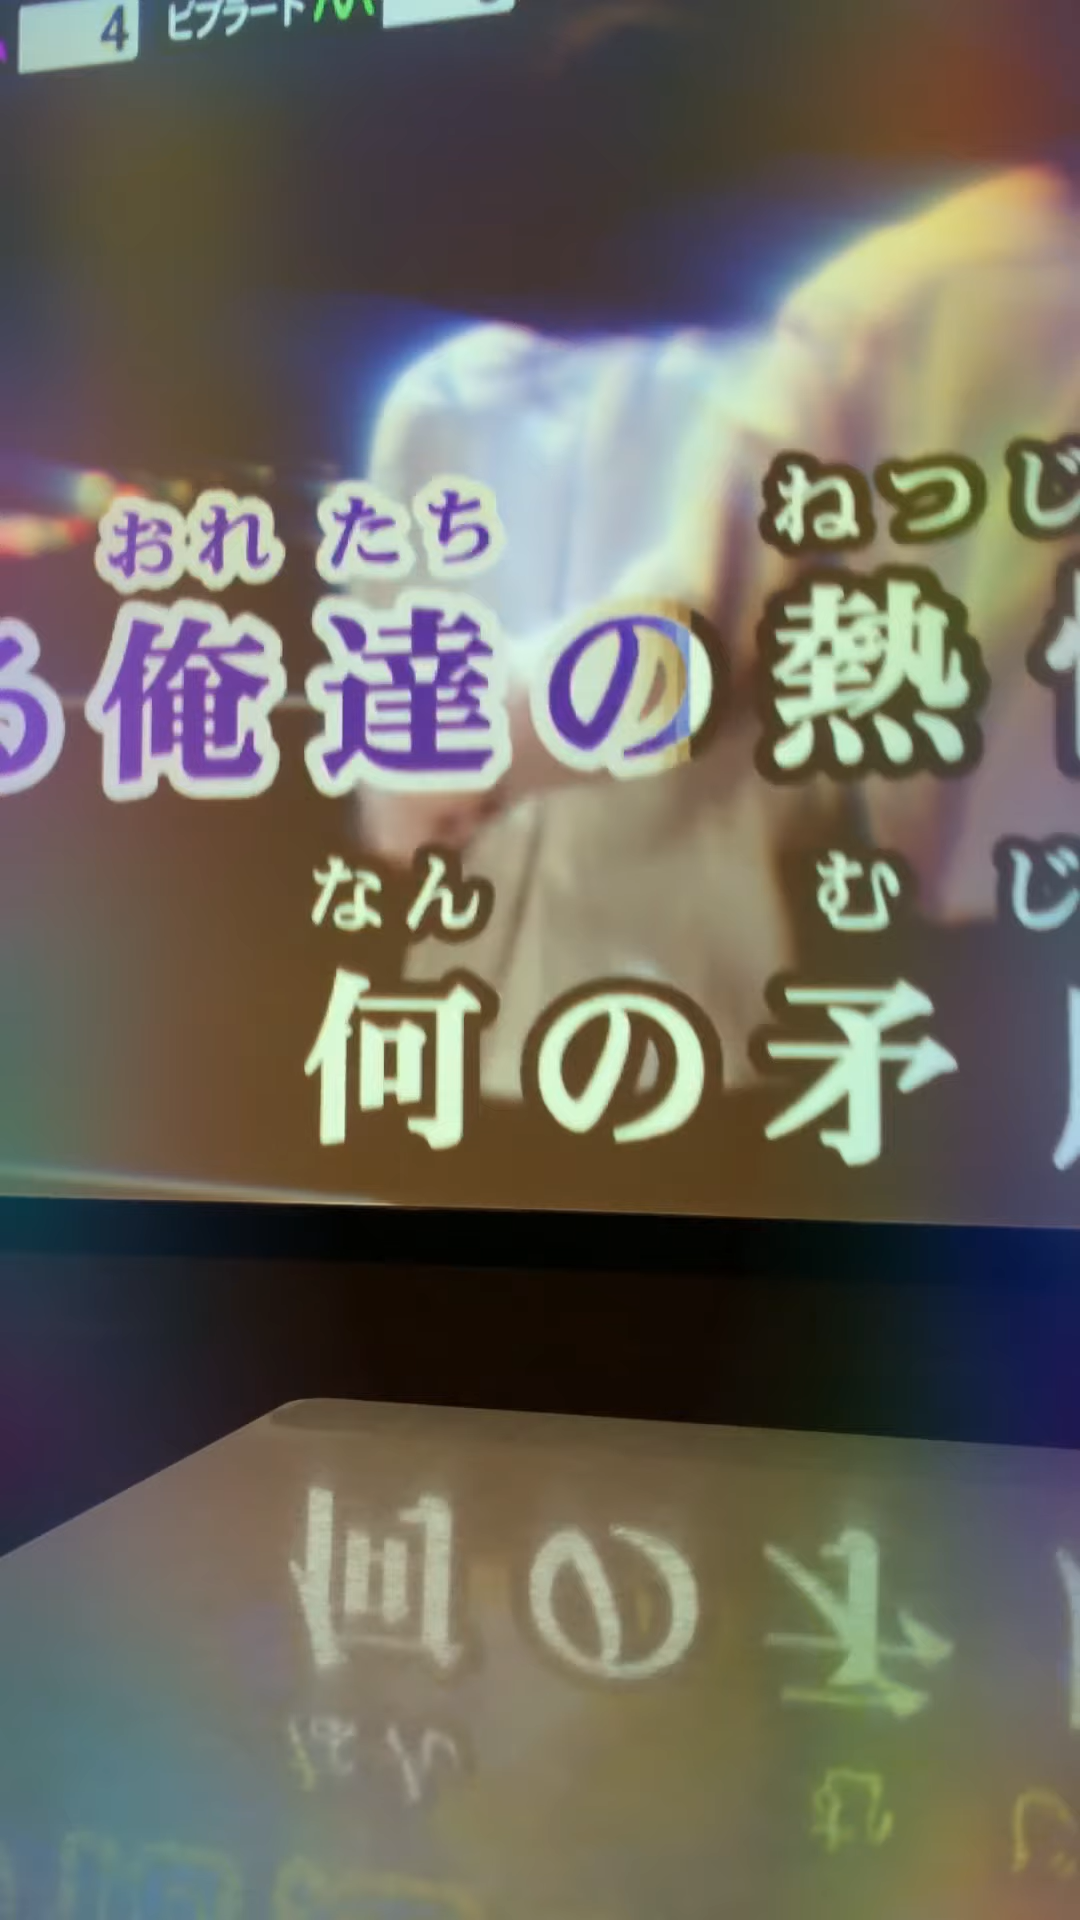 4 ビブラート
おれ たち ねつじ
る俺達の熱情
なん む じ
何の矛